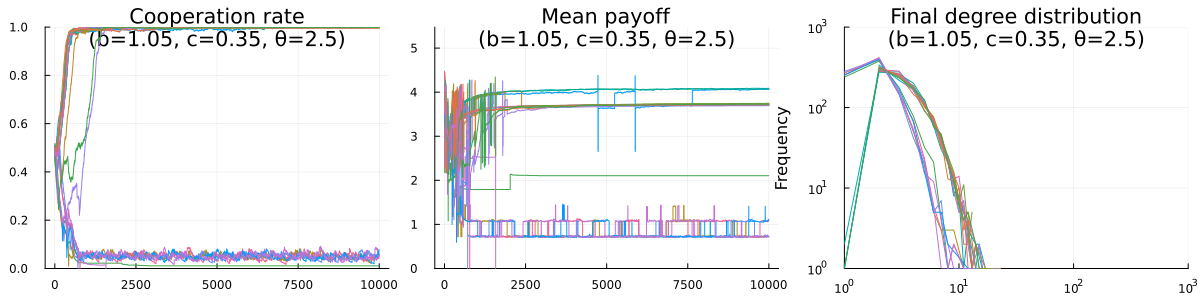 Cooperation rate
(b=1.05, c=0.35, θ=2.5)
1.0
0.8
0.6
0.4
0.2
0.0
0 2500 5000 7500 10000
Mean payoff
(b=1.05, c=0.35, θ=2.5)
5
4
3
2
1
0
0 2500 5000 7500 10000
Final degree distribution
(b=1.05, c=0.35, θ=2.5)
Frequency
10³
10²
10¹
10⁰
10⁰ 10¹ 10² 10³